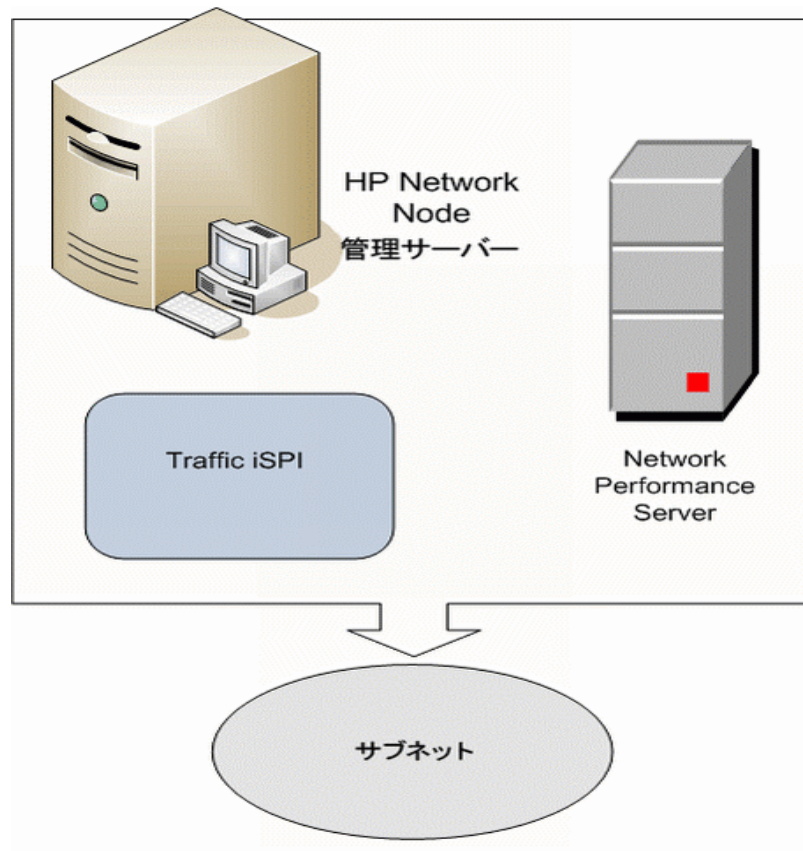 HP Network
Node
管理サーバー
Traffic iSPI
Network
Performance
Server
サブネット